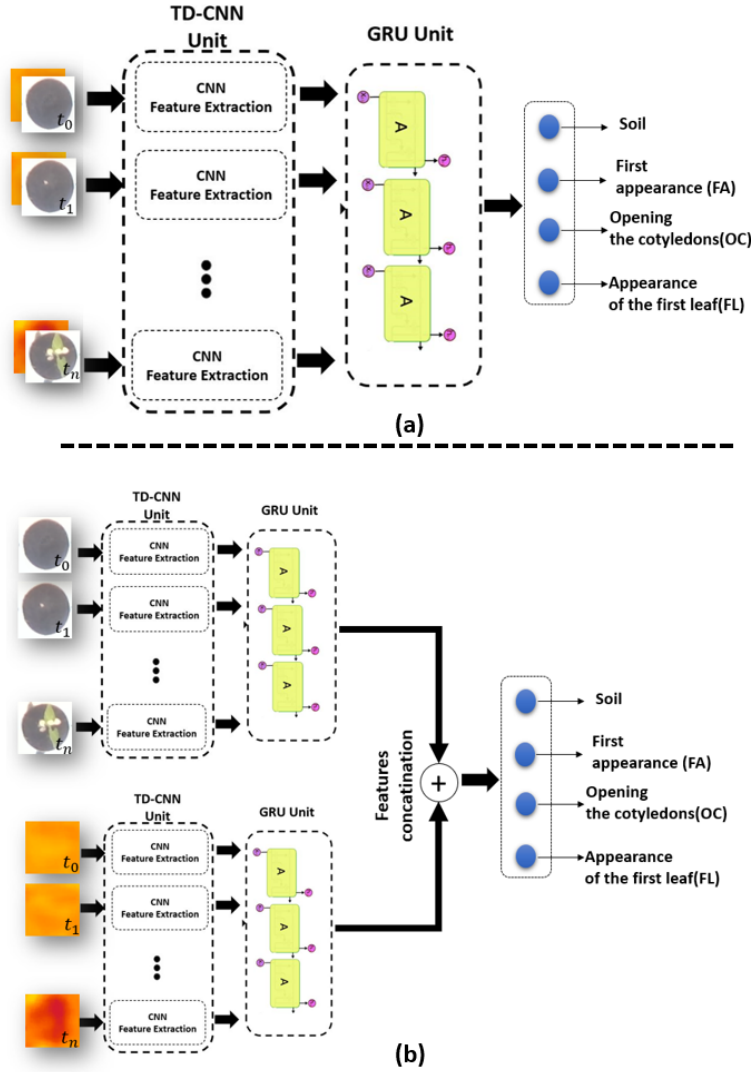 TD-CNN
Unit
GRU Unit
CNN
Feature Extraction
CNN
Feature Extraction
CNN
Feature Extraction
t0
t1
tn
A
A
A
Soil
First
appearance (FA)
Opening
the cotyledons(OC)
Appearance
of the first leaf(FL)
(a)
TD-CNN
Unit
GRU Unit
t0
t1
tn
CNN
Feature Extraction
CNN
Feature Extraction
CNN
Feature Extraction
A
A
A
TD-CNN
Unit
GRU Unit
t0
t1
tn
CNN
Feature Extraction
CNN
Feature Extraction
CNN
Feature Extraction
A
A
A
Features
concatination
+
Soil
First
appearance (FA)
Opening
the cotyledons(OC)
Appearance
of the first leaf(FL)
(b)